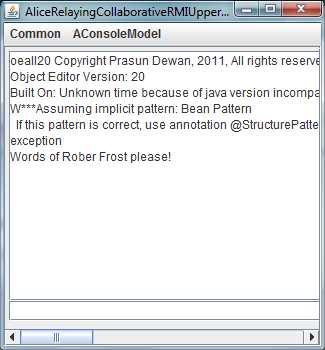 AliceRelayingCollaborativeRMIUpper...
Common AConsoleModel
oeall20 Copyright Prasun Dewan, 2011, All rights reserve
Object Editor Version: 20
Built On: Unknown time because of java version incompa
W***Assuming implicit pattern: Bean Pattern
If this pattern is correct, use annotation @StructurePatte
exception
Words of Rober Frost please!